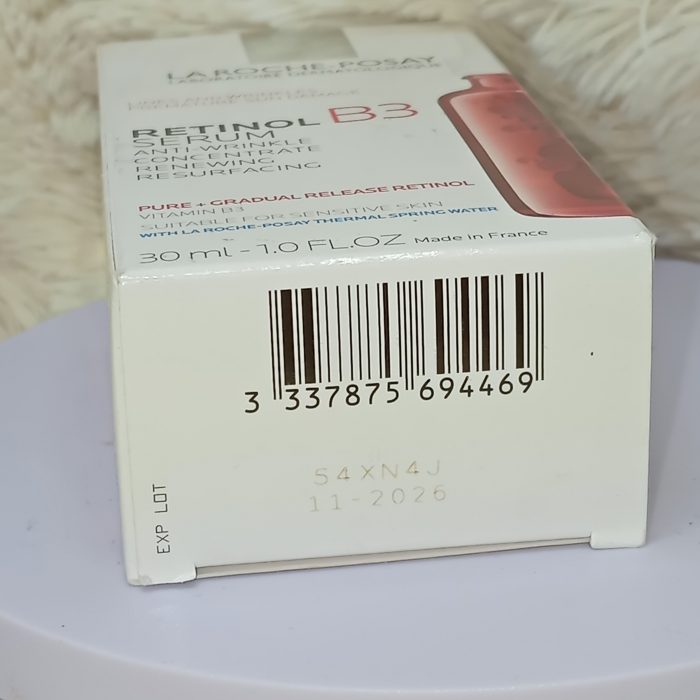 LA ROCHE-POSAY
LABORATOIRE DERMATOLOGIQUE
RETINOL B3
SERUM
ANTI-WRINKLE
CONCENTRATE
RENEWING
RESURFACING
PURE + GRADUAL RELEASE RETINOL
VITAMIN B3
SUITABLE FOR SENSITIVE SKIN
WITH LA ROCHE-POSAY THERMAL SPRING WATER
30 ml - 1.0 FL.OZ Made in France
3 337875 694469
S4XN4J
11-2026
EXP LOT